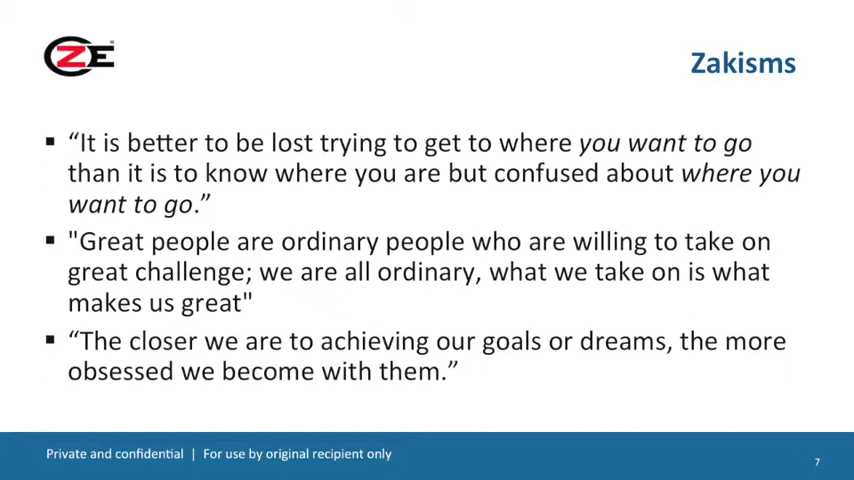 CZE
Zakisms
▪ “It is better to be lost trying to get to where you want to go
than it is to know where you are but confused about where you
want to go.”
▪ "Great people are ordinary people who are willing to take on
great challenge; we are all ordinary, what we take on is what
makes us great"
▪ “The closer we are to achieving our goals or dreams, the more
obsessed we become with them.”
Private and confidential | For use by original recipient only
7